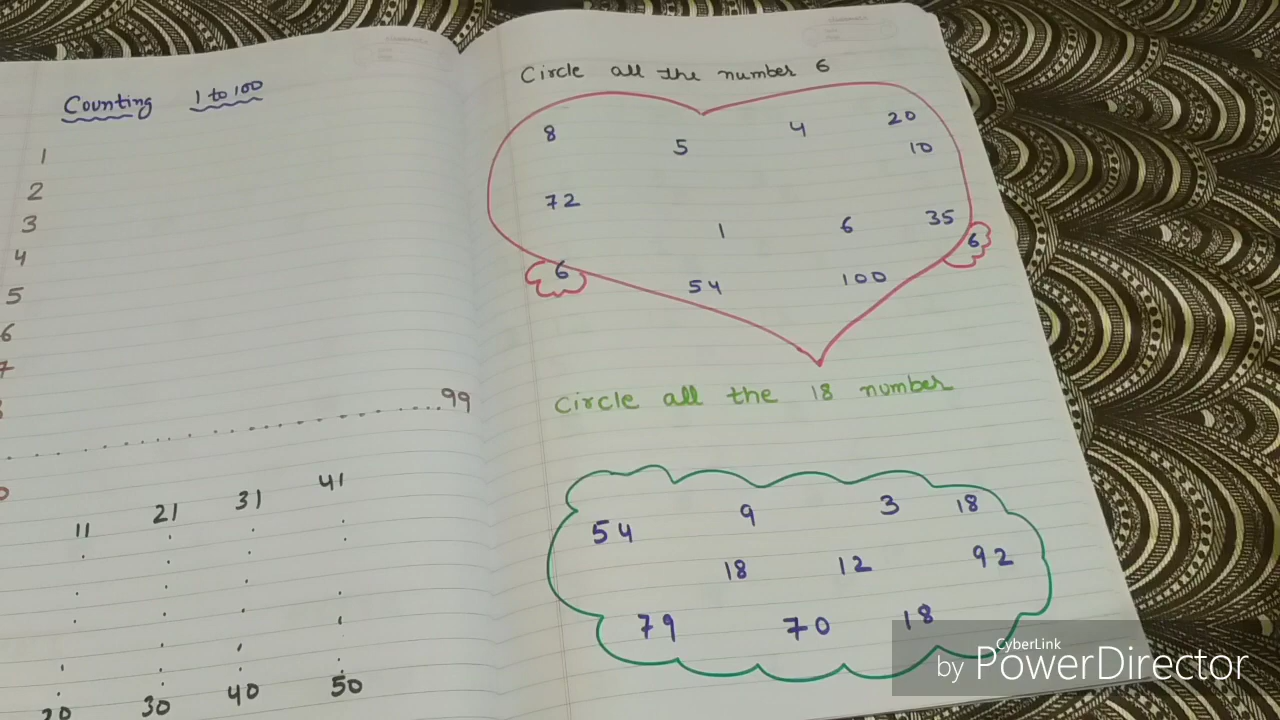 Counting 1 to 100
1
2
3
4
5
6
7
99
11 21 31 41
20 30 40 50
Circle all the number 6
8 5 4 20
10
72
1 6 35
6
6
54 100
Circle all the 18 number
54 9 3 18
18 12 92
79 70 18
CyberLink
by PowerDirector